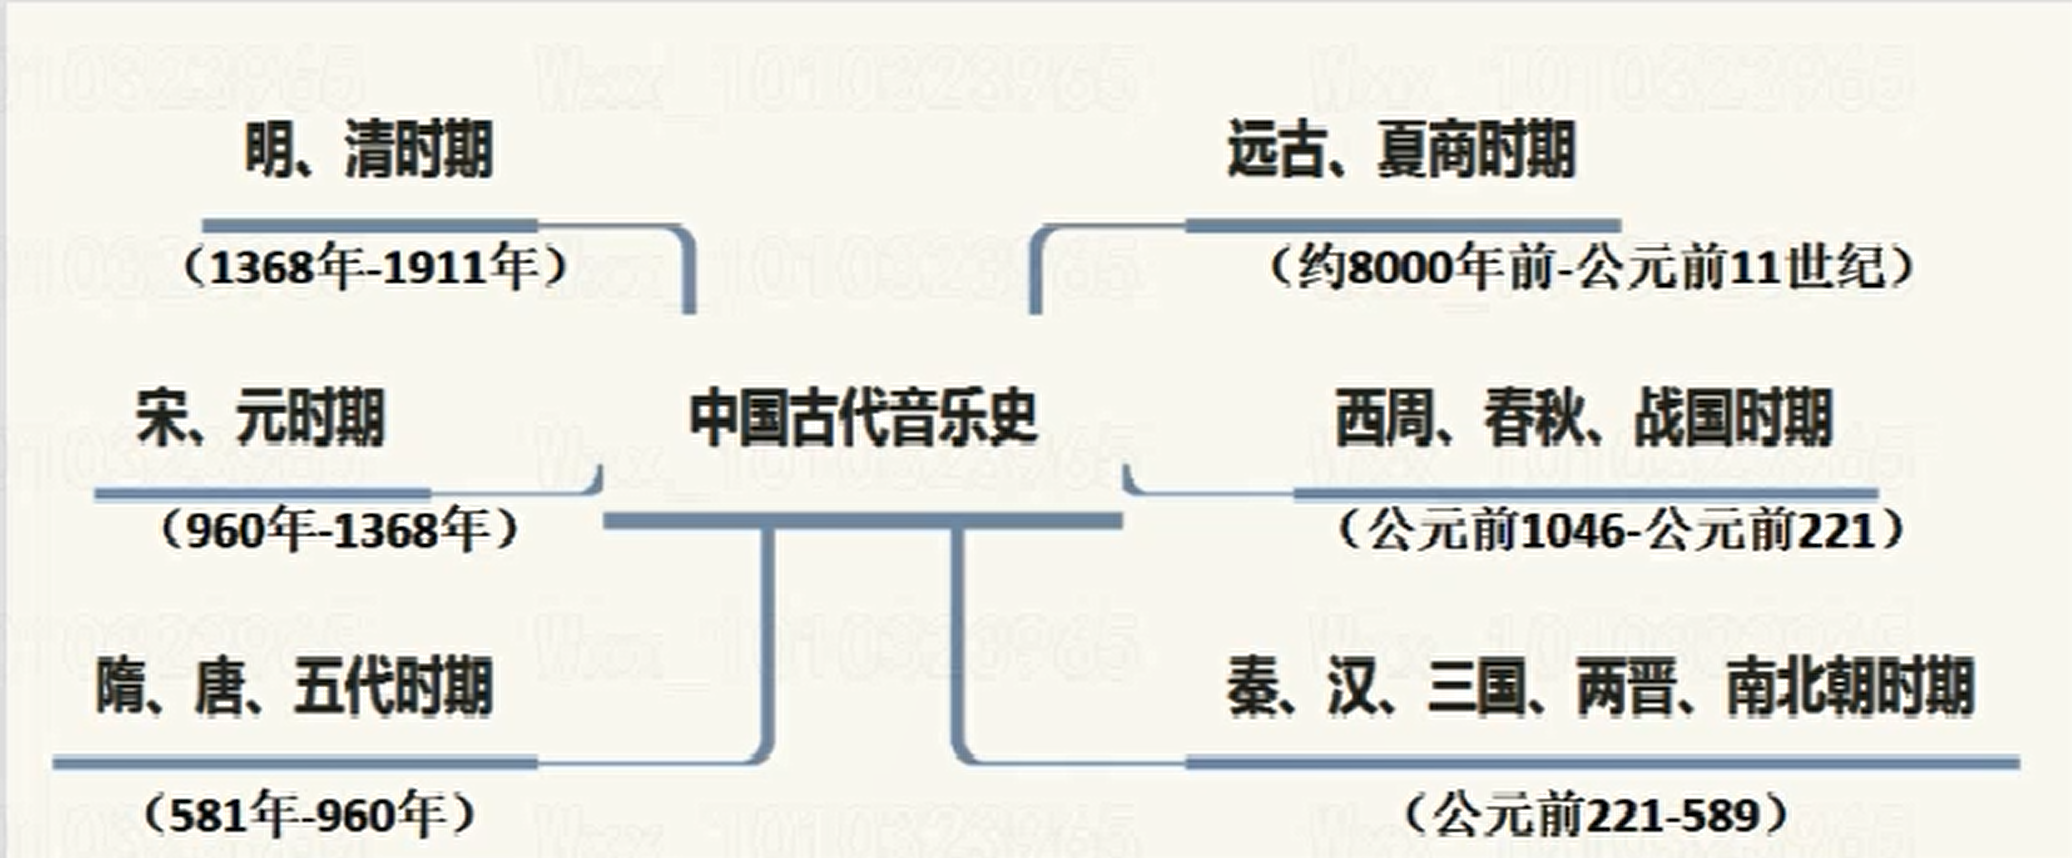 明、清时期
远古、夏商时期
（1368年-1911年）
（约8000年前-公元前11世纪）
宋、元时期
中国古代音乐史
西周、春秋、战国时期
（960年-1368年）
（公元前1046-公元前221）
隋、唐、五代时期
秦、汉、三国、两晋、南北朝时期
（581年-960年）
（公元前221-589）